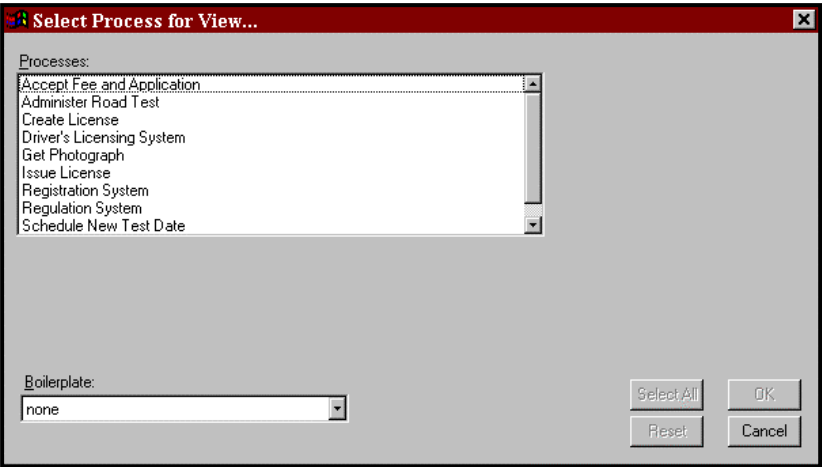 Select Process for View...
Processes:
Accept Fee and Application
Administer Road Test
Create License
Driver's Licensing System
Get Photograph
Issue License
Registration System
Regulation System
Schedule New Test Date
Boilerplate:
none
Select All
OK
Reset
Cancel